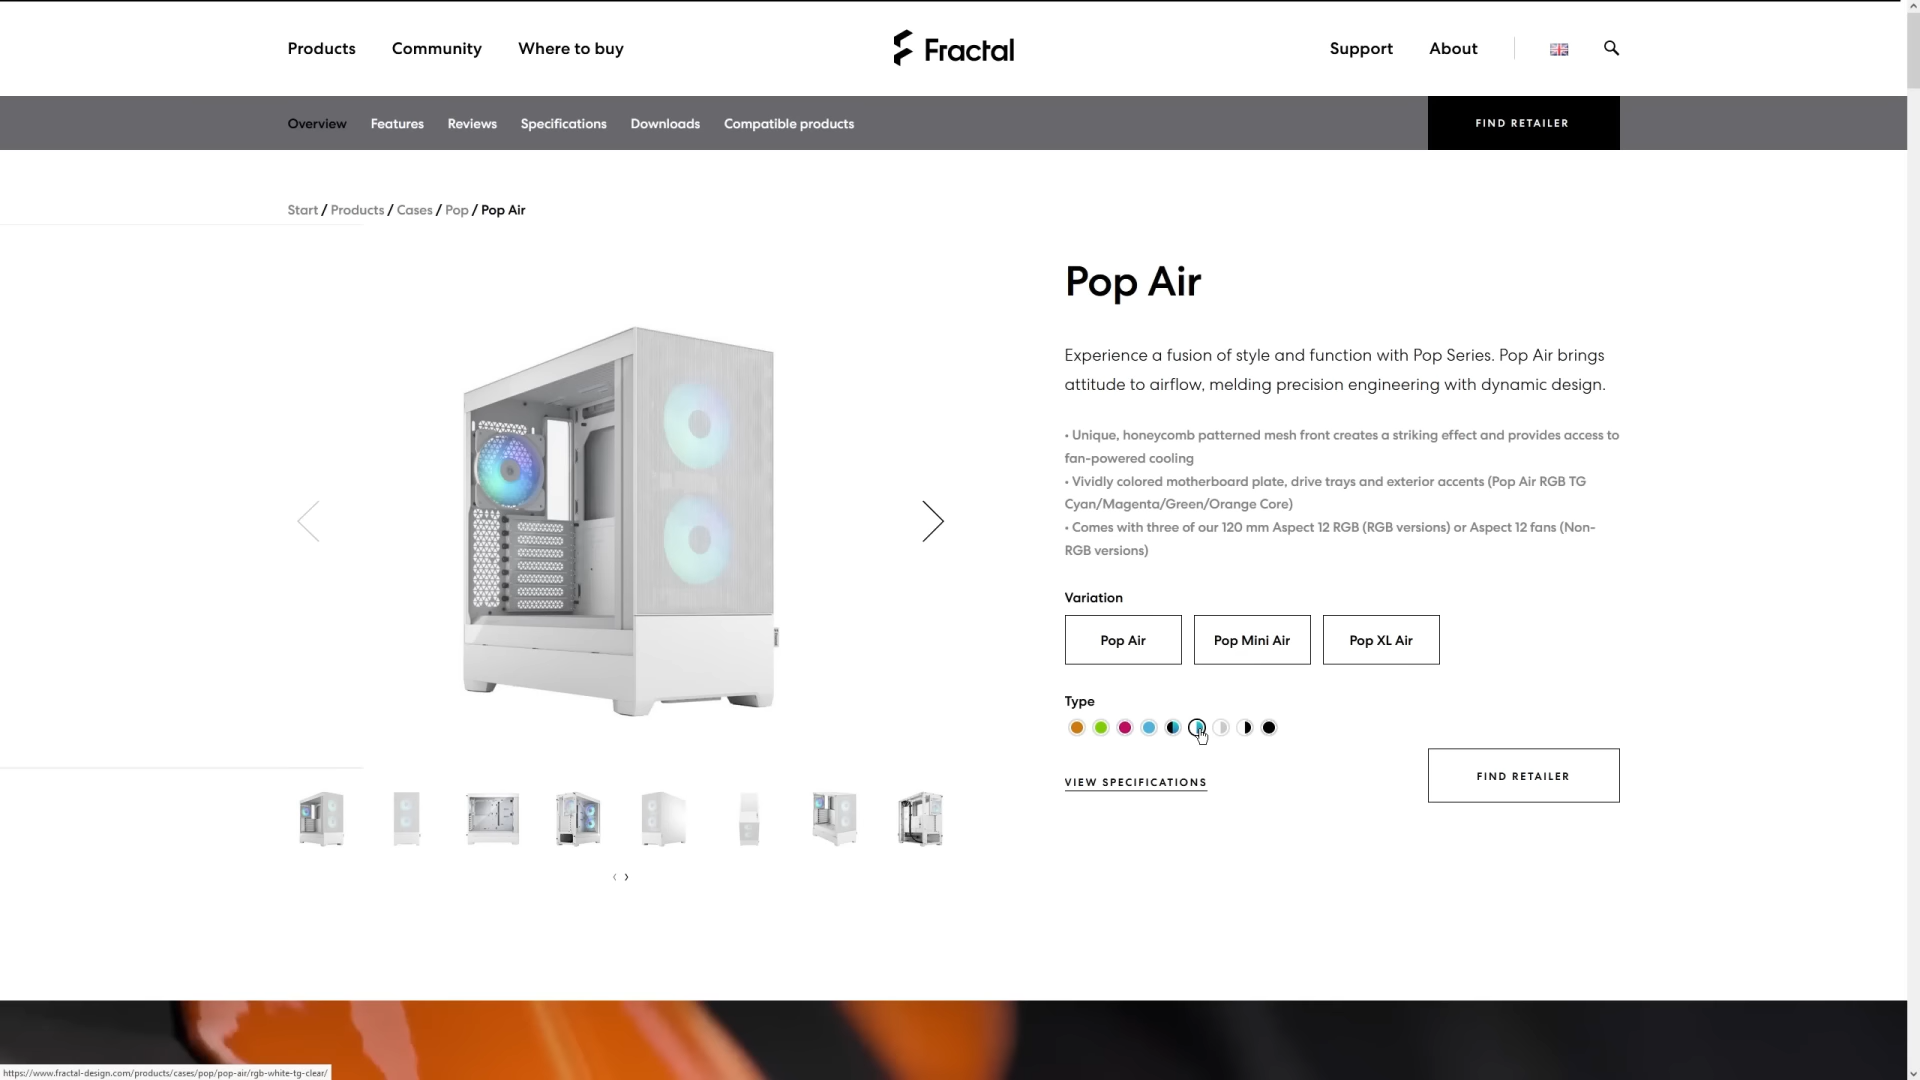 Products
Community
Where to buy
Fractal
Support
About
Overview
Features
Reviews
Specifications
Downloads
Compatible products
FIND RETAILER
Start / Products / Cases / Pop / Pop Air
Pop Air
Experience a fusion of style and function with Pop Series. Pop Air brings
attitude to airflow, melding precision engineering with dynamic design.
• Unique, honeycomb patterned mesh front creates a striking effect and provides access to
fan-powered cooling
• Vividly colored motherboard plate, drive trays and exterior accents (Pop Air RGB TG
Cyan/Magenta/Green/Orange Core)
• Comes with three of our 120 mm Aspect 12 RGB (RGB versions) or Aspect 12 fans (Non-
RGB versions)
Variation
Pop Air
Pop Mini Air
Pop XL Air
Type
VIEW SPECIFICATIONS
FIND RETAILER
https://www.fractal-design.com/products/cases/pop/pop-air/rgb-white-tg-clear/